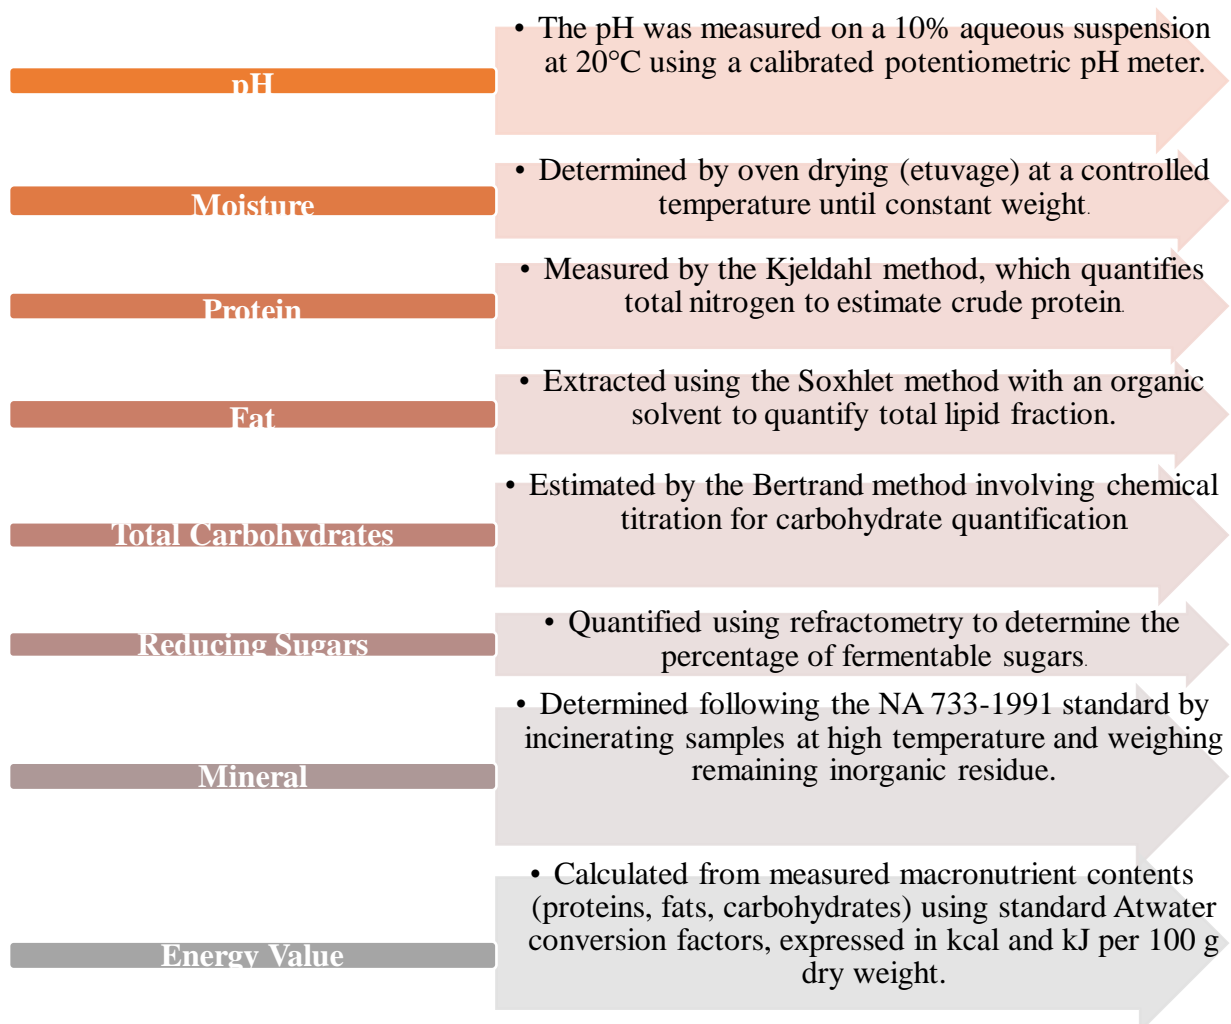 pH
• The pH was measured on a 10% aqueous suspension
at 20°C using a calibrated potentiometric pH meter.
Moisture
• Determined by oven drying (etuvage) at a controlled
temperature until constant weight.
Protein
• Measured by the Kjeldahl method, which quantifies
total nitrogen to estimate crude protein.
Fat
• Extracted using the Soxhlet method with an organic
solvent to quantify total lipid fraction.
Total Carbohydrates
• Estimated by the Bertrand method involving chemical
titration for carbohydrate quantification
Reducing Sugars
• Quantified using refractometry to determine the
percentage of fermentable sugars.
Mineral
• Determined following the NA 733-1991 standard by
incinerating samples at high temperature and weighing
remaining inorganic residue.
Energy Value
• Calculated from measured macronutrient contents
(proteins, fats, carbohydrates) using standard Atwater
conversion factors, expressed in kcal and kJ per 100 g
dry weight.